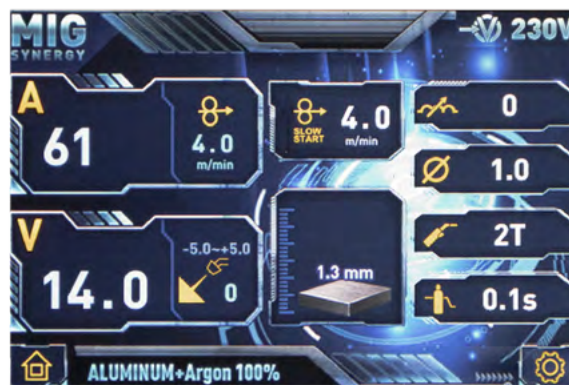 MIG
SYNERGY
230V
A
61
4.0
m/min
SLOW
START
4.0
m/min
0
1.0
V
14.0
-5.0~+5.0
0
1.3 mm
2T
0.1s
ALUMINUM+Argon 100%